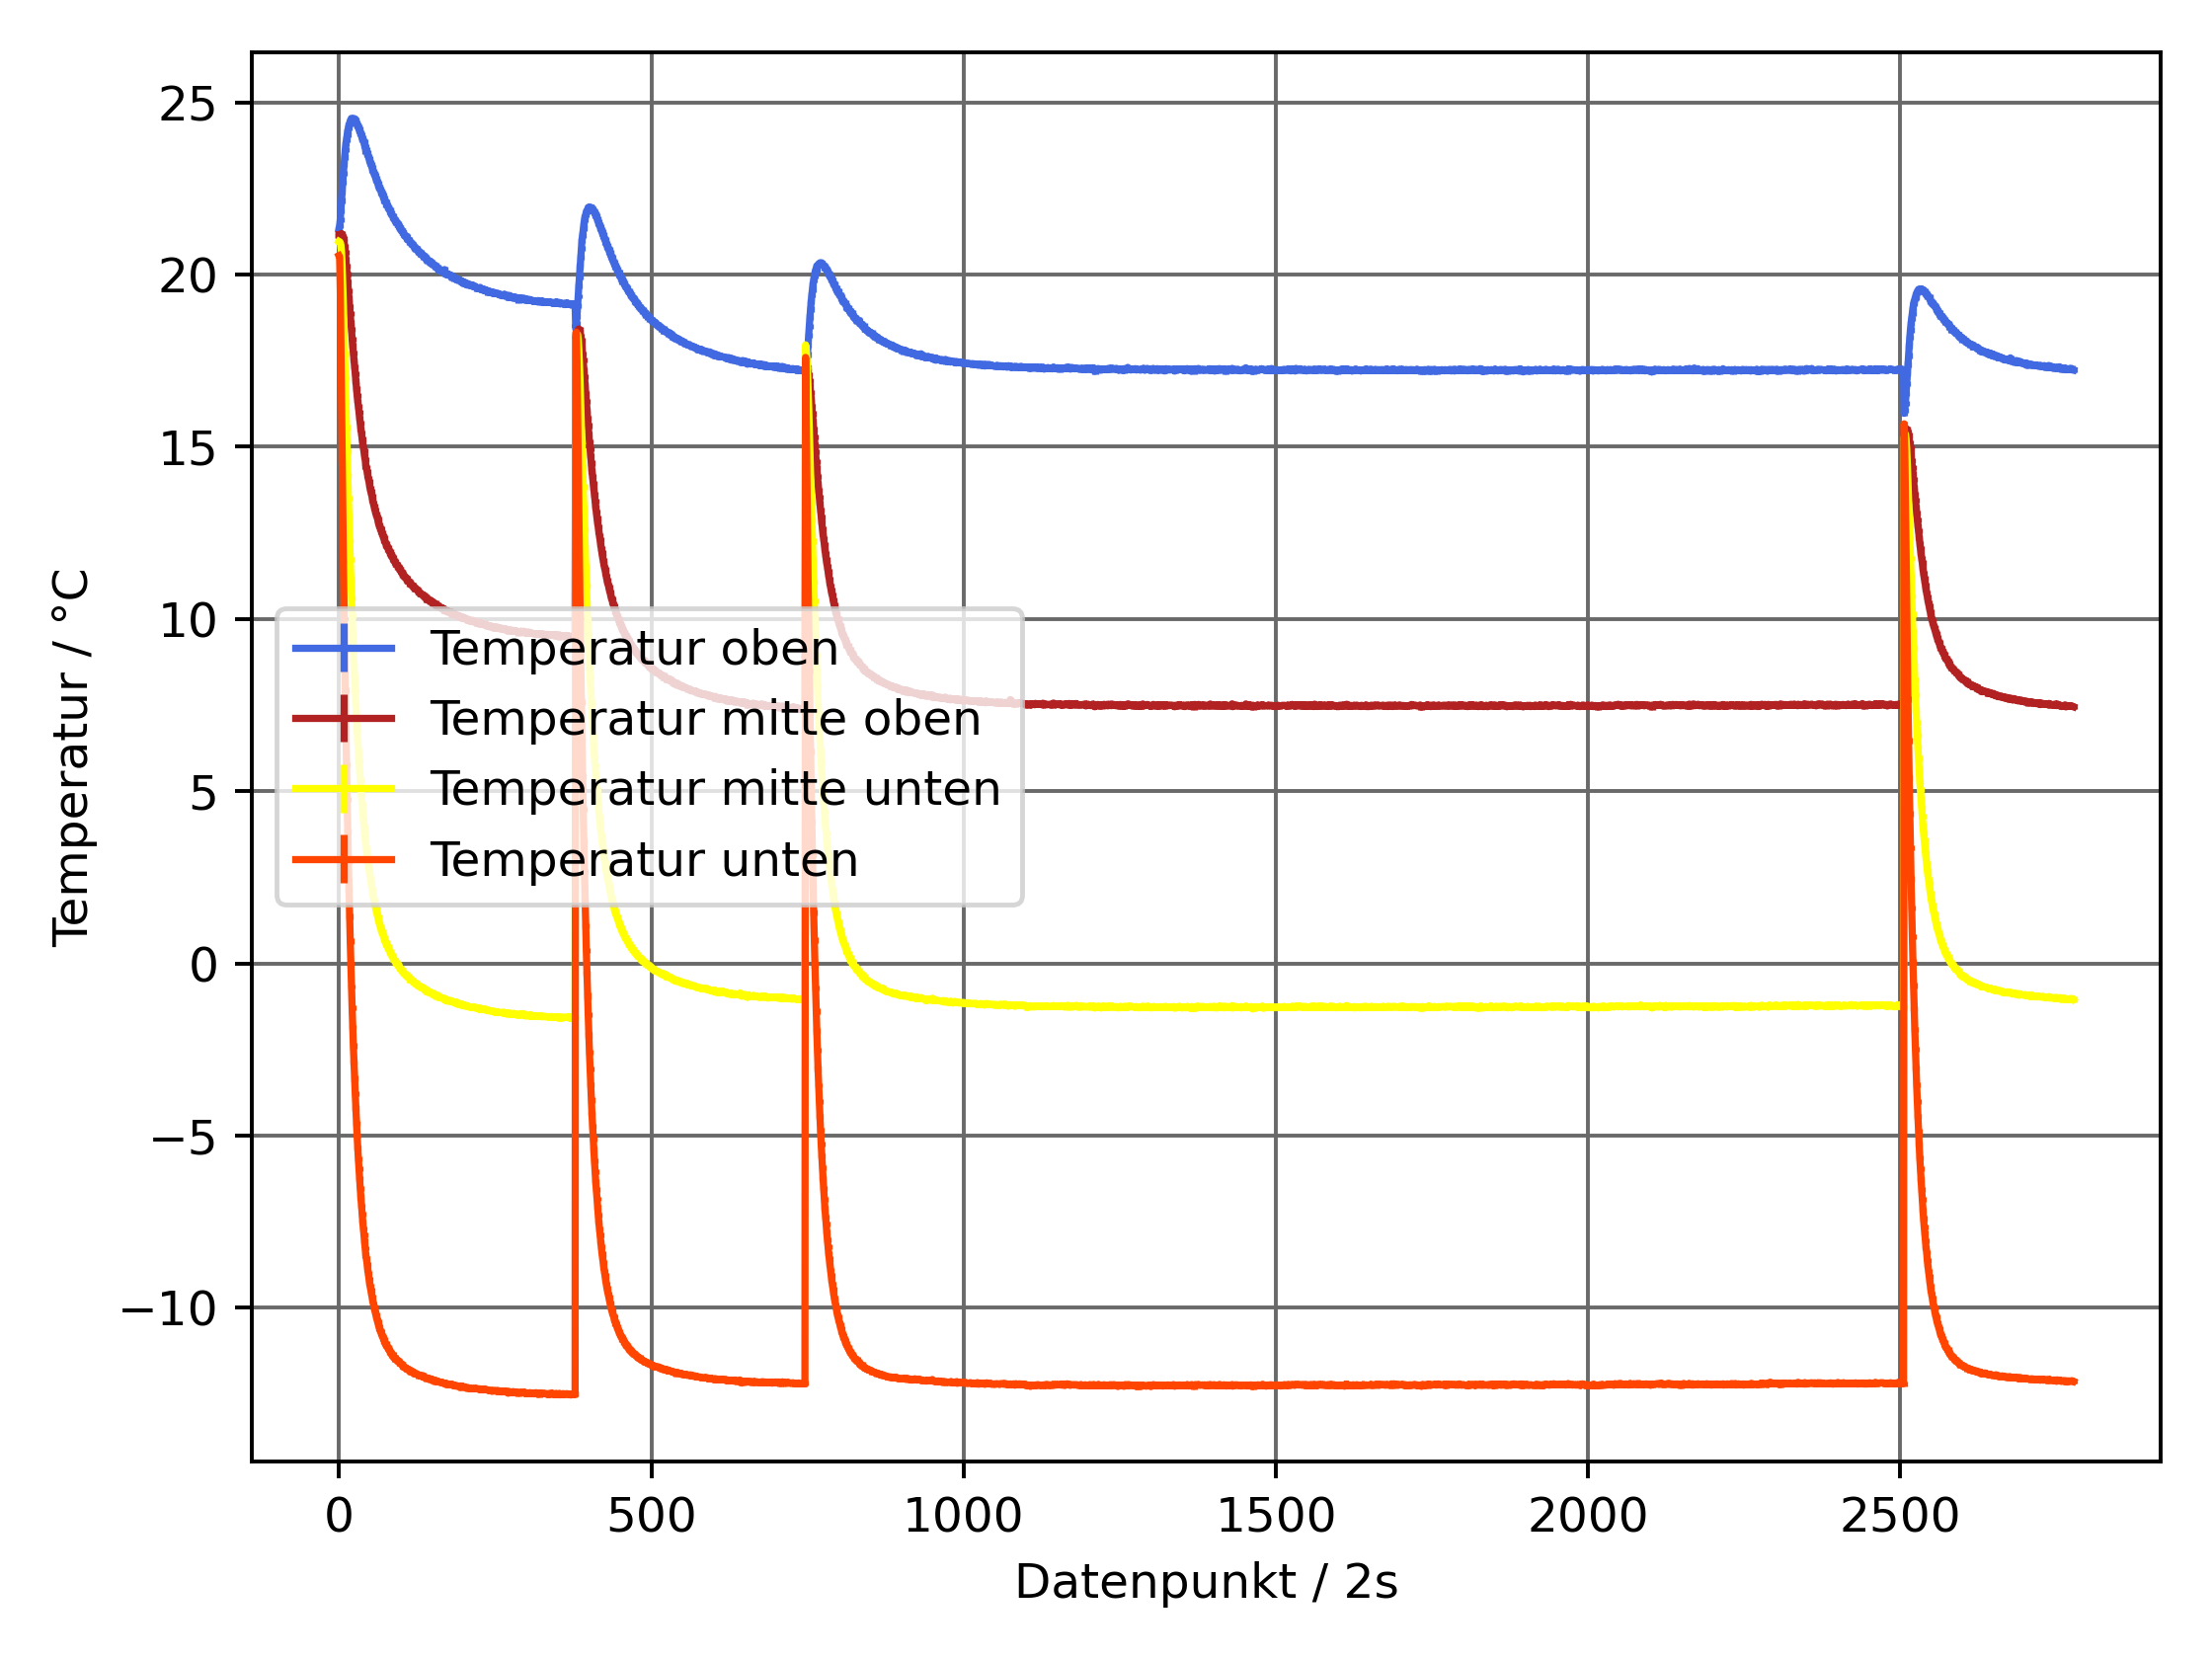 25
20
15
10
5
0
−5
−10
Temperatur / °C
Temperatur oben
Temperatur mitte oben
Temperatur mitte unten
Temperatur unten
0 500 1000 1500 2000 2500
Datenpunkt / 2s